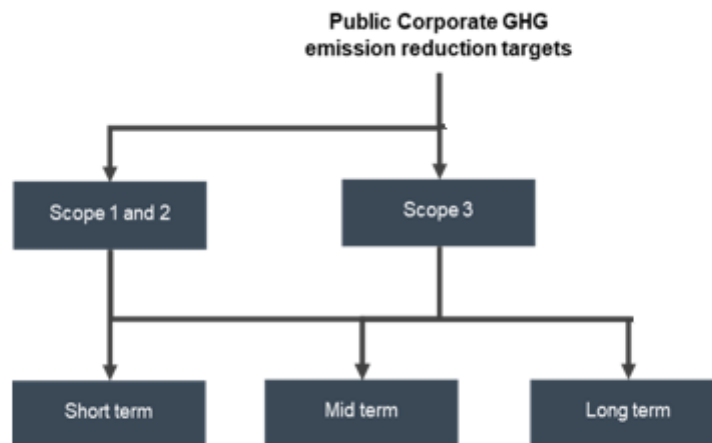 Public Corporate GHG
emission reduction targets
Scope 1 and 2
Scope 3
Short term
Mid term
Long term